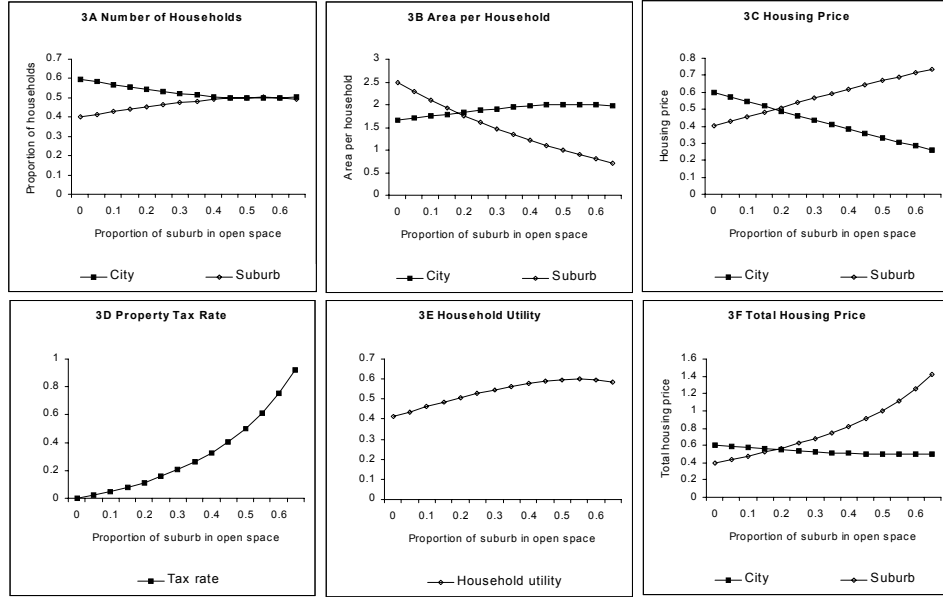 3A Number of Households
Proportion of households
0.7
0.6
0.5
0.4
0.3
0.2
0.1
0
0 0.1 0.2 0.3 0.4 0.5 0.6
Proportion of suburb in open space
City Suburb
3B Area per Household
Area per household
3
2.5
2
1.5
1
0.5
0
0 0.1 0.2 0.3 0.4 0.5 0.6
Proportion of suburb in open space
City Suburb
3C Housing Price
Housing price
0.8
0.7
0.6
0.5
0.4
0.3
0.2
0.1
0
0 0.1 0.2 0.3 0.4 0.5 0.6
Proportion of suburb in open space
City Suburb
3D Property Tax Rate
1
0.8
0.6
0.4
0.2
0
0 0.1 0.2 0.3 0.4 0.5 0.6
Proportion of suburb in open space
Tax rate
3E Household Utility
0.7
0.6
0.5
0.4
0.3
0.2
0.1
0
0 0.1 0.2 0.3 0.4 0.5 0.6
Proportion of suburb in open space
Household utility
3F Total Housing Price
Total housing price
1.6
1.4
1.2
1
0.8
0.6
0.4
0.2
0
0 0.1 0.2 0.3 0.4 0.5 0.6
Proportion of suburb in open space
City Suburb